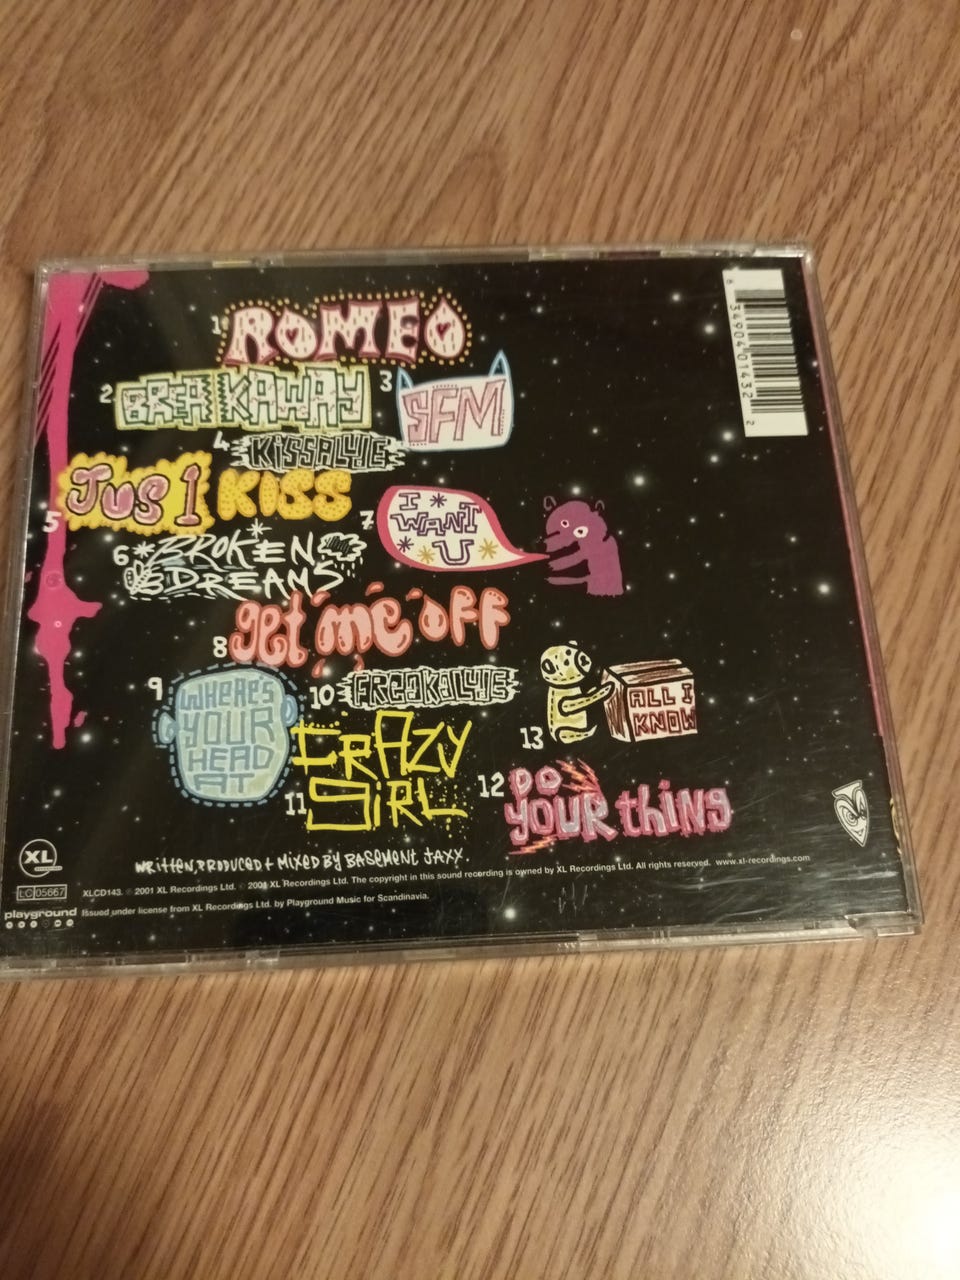 1 ROMEO
2 BREAKAWAY
3 SFM
4 KISSALUDE
5 JUS 1 KISS
6 BROKEN
DREAMS
7 I
WANT
U
8 get me off
9 WHERE'S
YOUR
HEAD
AT
10 FREAKALUDE
11 CRAZY
GiRL
12 DO
YOUR thing
13 ALL I
KNOW
WRitten, PRODUCED + MiXED BY BASEMENT JAXX.
XL
LC 05667
XLCD143. ℗ 2001 XL Recordings Ltd. © 2001 XL Recordings Ltd. The copyright in this sound recording is owned by XL Recordings Ltd. All rights reserved. www.xl-recordings.com
playground
Issued under license from XL Recordings Ltd. by Playground Music for Scandinavia.
6 34904 01432 2